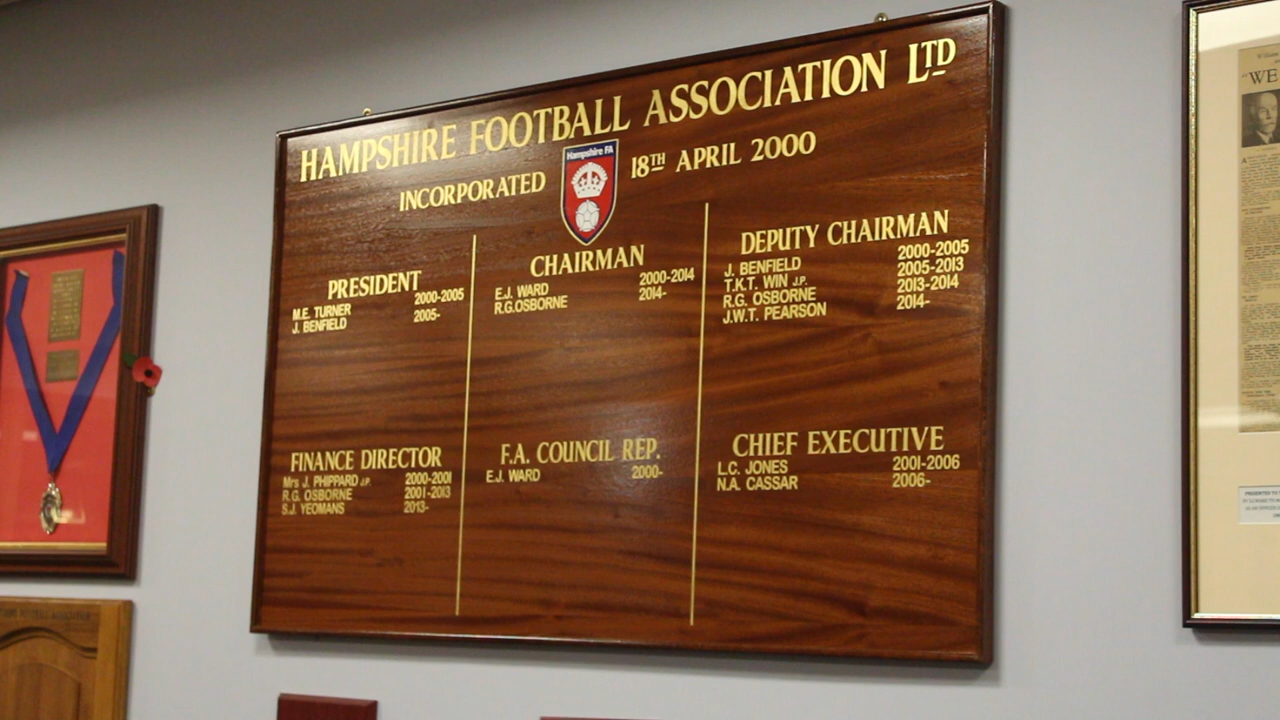 HAMPSHIRE FOOTBALL ASSOCIATION LTD
INCORPORATED 18TH APRIL 2000
Hampshire FA
PRESIDENT
M.E. TURNER 2000-2005
J. BENFIELD 2005-
CHAIRMAN
E.J. WARD 2000-2014
R.G.OSBORNE 2014-
DEPUTY CHAIRMAN
J. BENFIELD 2000-2005
T.K.T. WIN J.P. 2005-2013
R.G. OSBORNE 2013-2014
J.W.T. PEARSON 2014-
FINANCE DIRECTOR
Mrs J. PHIPPARD J.P. 2000-2001
R.G. OSBORNE 2001-2013
S.J. YEOMANS 2013-
F.A. COUNCIL REP.
E.J. WARD 2000-
CHIEF EXECUTIVE
L.C. JONES 2001-2006
N.A. CASSAR 2006-
"WE